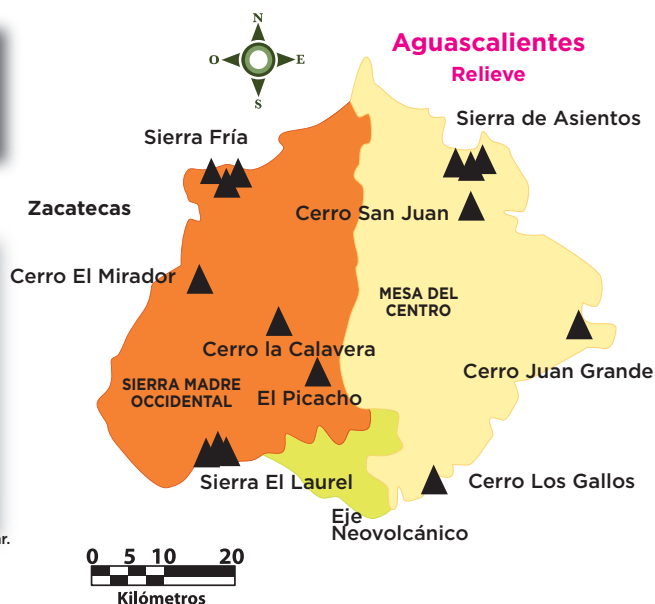 N
O
E
S
Aguascalientes
Relieve
Sierra de Asientos
Sierra Fría
Zacatecas
Cerro San Juan
Cerro El Mirador
MESA DEL
CENTRO
Cerro la Calavera
Cerro Juan Grande
SIERRA MADRE
OCCIDENTAL
El Picacho
Sierra El Laurel
Cerro Los Gallos
Eje
Neovolcánico
ar.
0 5 10 20
Kilómetros